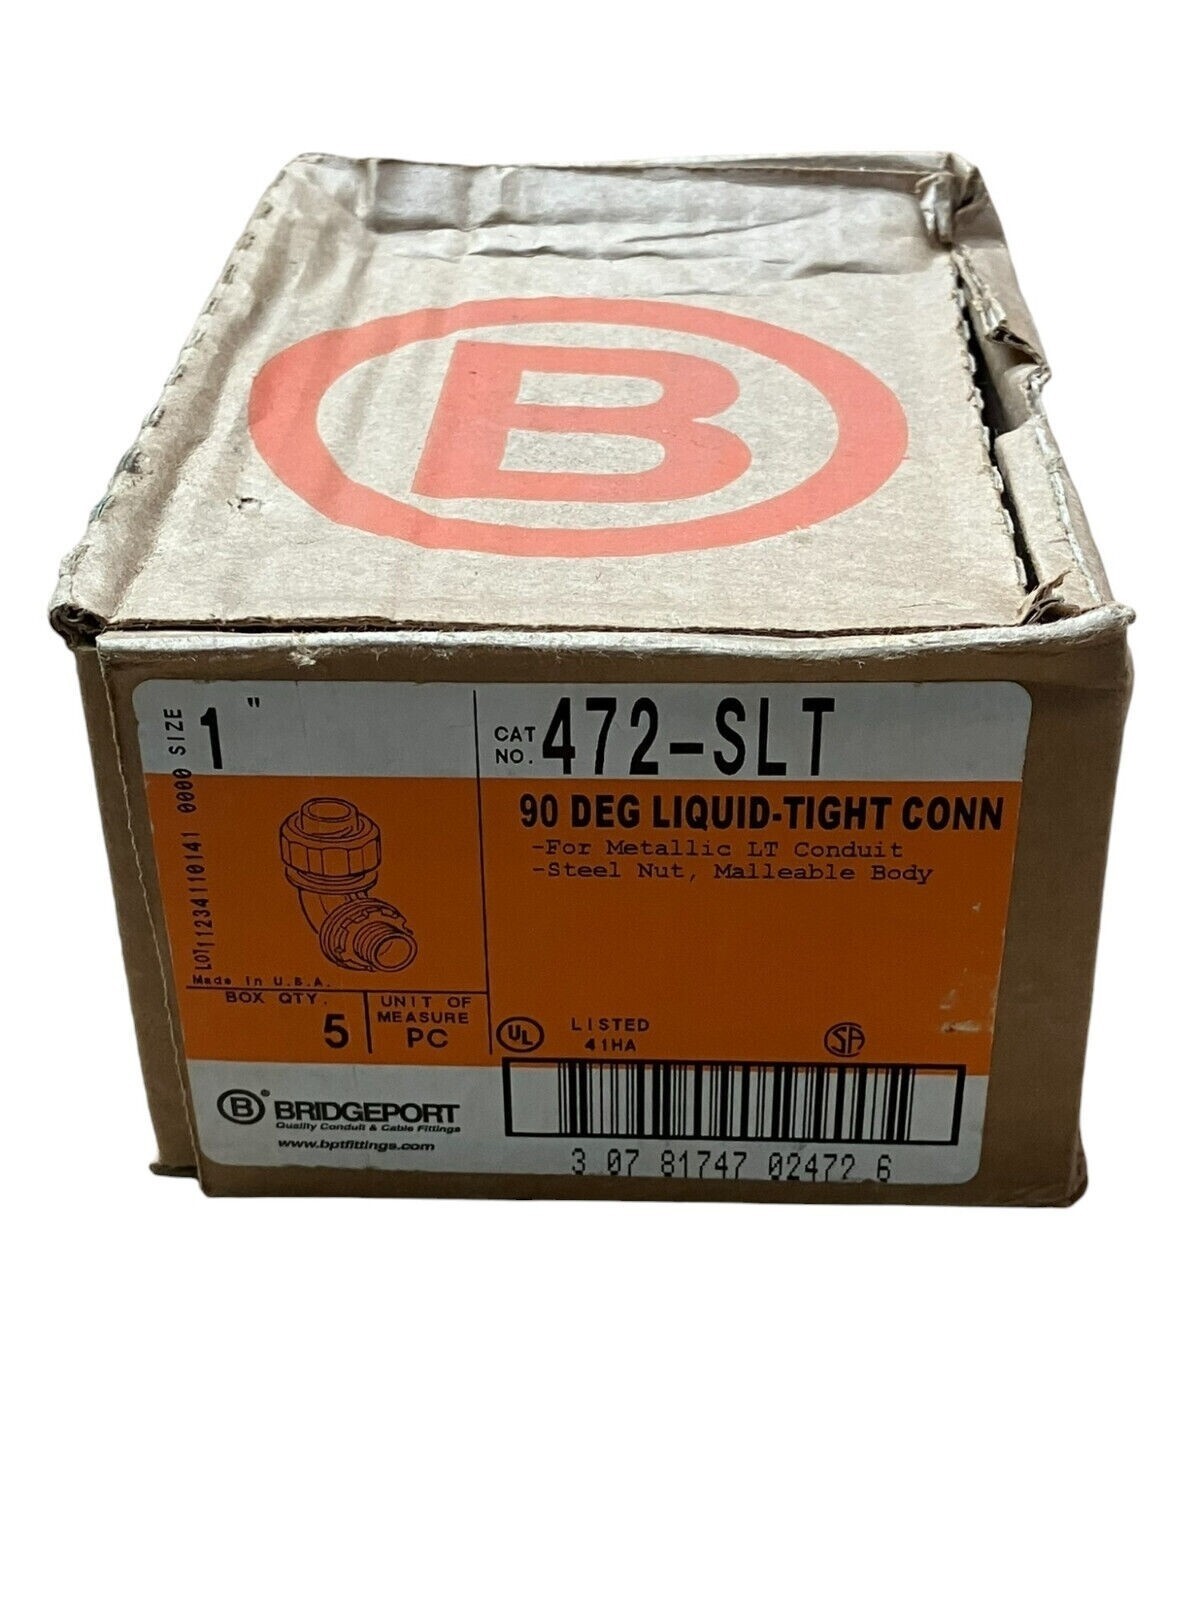 B
SIZE 1"
CAT NO. 472-SLT
90 DEG LIQUID-TIGHT CONN
-For Metallic LT Conduit
-Steel Nut, Malleable Body
LOT11234110141 0000
Made in U.S.A.
BOX QTY.
5
UNIT OF
MEASURE
PC
UL LISTED
41HA
SA
B® BRIDGEPORT
Quality Conduit & Cable Fittings
www.bptfittings.com
3 07 81747 02472 6